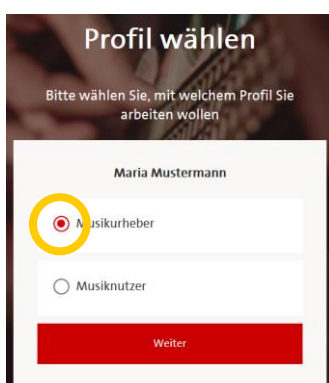 Profil wählen
Bitte wählen Sie, mit welchem Profil Sie
arbeiten wollen
Maria Mustermann
Musikurheber
Musiknutzer
Weiter